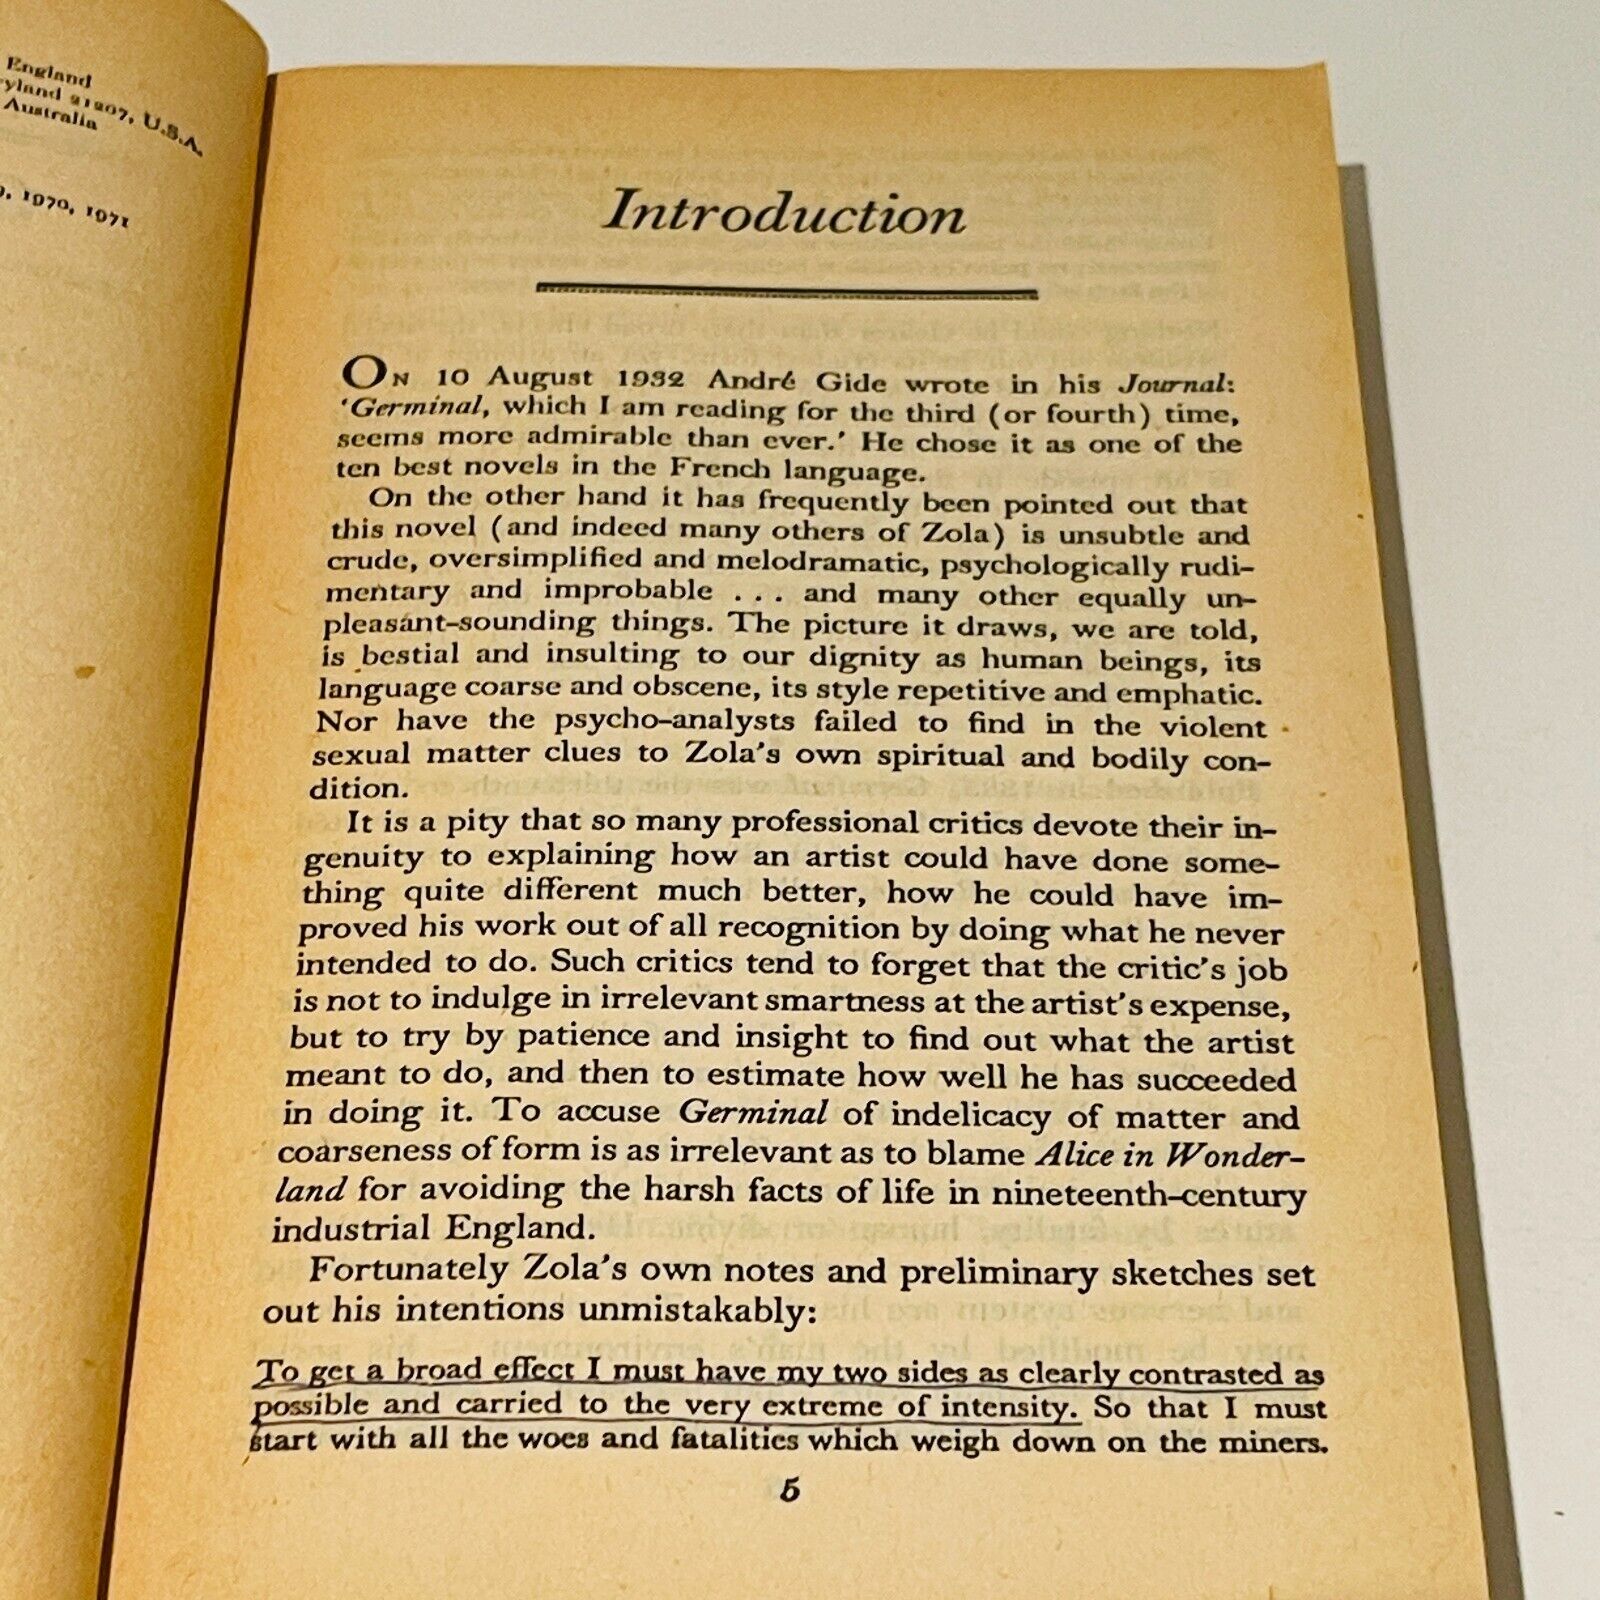 England
ryland 21207, U.S.A.
Australia
, 1970, 1971
Introduction
ON 10 August 1932 André Gide wrote in his Journal:
‘Germinal, which I am reading for the third (or fourth) time,
seems more admirable than ever.’ He chose it as one of the
ten best novels in the French language.
On the other hand it has frequently been pointed out that
this novel (and indeed many others of Zola) is unsubtle and
crude, oversimplified and melodramatic, psychologically rudi-
mentary and improbable . . . and many other equally un-
pleasant-sounding things. The picture it draws, we are told,
is bestial and insulting to our dignity as human beings, its
language coarse and obscene, its style repetitive and emphatic.
Nor have the psycho-analysts failed to find in the violent
sexual matter clues to Zola’s own spiritual and bodily con-
dition.
It is a pity that so many professional critics devote their in-
genuity to explaining how an artist could have done some-
thing quite different much better, how he could have im-
proved his work out of all recognition by doing what he never
intended to do. Such critics tend to forget that the critic’s job
is not to indulge in irrelevant smartness at the artist’s expense,
but to try by patience and insight to find out what the artist
meant to do, and then to estimate how well he has succeeded
in doing it. To accuse Germinal of indelicacy of matter and
coarseness of form is as irrelevant as to blame Alice in Wonder-
land for avoiding the harsh facts of life in nineteenth-century
industrial England.
Fortunately Zola’s own notes and preliminary sketches set
out his intentions unmistakably:
To get a broad effect I must have my two sides as clearly contrasted as
possible and carried to the very extreme of intensity. So that I must
start with all the woes and fatalities which weigh down on the miners.
5